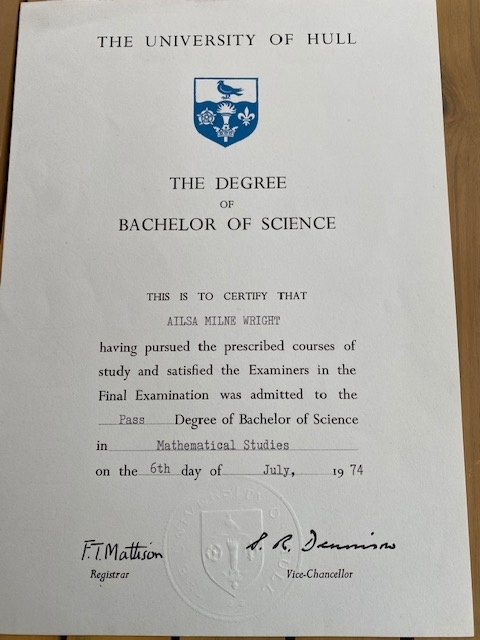 THE UNIVERSITY OF HULL
THE DEGREE
OF
BACHELOR OF SCIENCE
THIS IS TO CERTIFY THAT
AILSA MILNE WRIGHT
having pursued the prescribed courses of
study and satisfied the Examiners in the
Final Examination was admitted to the
Pass Degree of Bachelor of Science
in Mathematical Studies
on the 6th day of July, 1974
F.T. Mattison S. R. Dennison
Registrar Vice-Chancellor